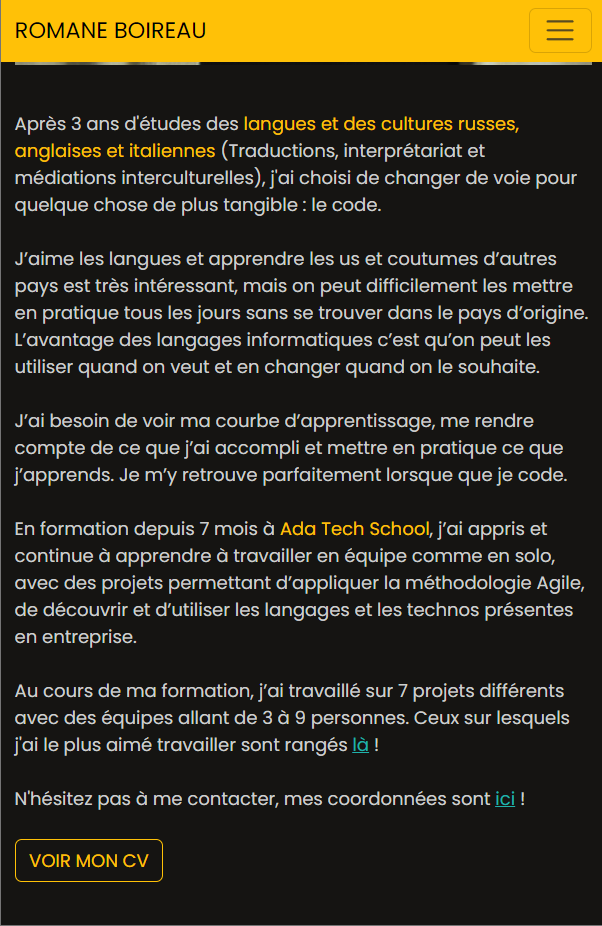 ROMANE BOIREAU
Après 3 ans d'études des langues et des cultures russes,
anglaises et italiennes (Traductions, interprétariat et
médiations interculturelles), j'ai choisi de changer de voie pour
quelque chose de plus tangible : le code.
J’aime les langues et apprendre les us et coutumes d’autres
pays est très intéressant, mais on peut difficilement les mettre
en pratique tous les jours sans se trouver dans le pays d’origine.
L’avantage des langages informatiques c’est qu’on peut les
utiliser quand on veut et en changer quand on le souhaite.
J’ai besoin de voir ma courbe d’apprentissage, me rendre
compte de ce que j’ai accompli et mettre en pratique ce que
j’apprends. Je m’y retrouve parfaitement lorsque que je code.
En formation depuis 7 mois à Ada Tech School, j’ai appris et
continue à apprendre à travailler en équipe comme en solo,
avec des projets permettant d’appliquer la méthodologie Agile,
de découvrir et d’utiliser les langages et les technos présentes
en entreprise.
Au cours de ma formation, j’ai travaillé sur 7 projets différents
avec des équipes allant de 3 à 9 personnes. Ceux sur lesquels
j'ai le plus aimé travailler sont rangés là !
N'hésitez pas à me contacter, mes coordonnées sont ici !
VOIR MON CV